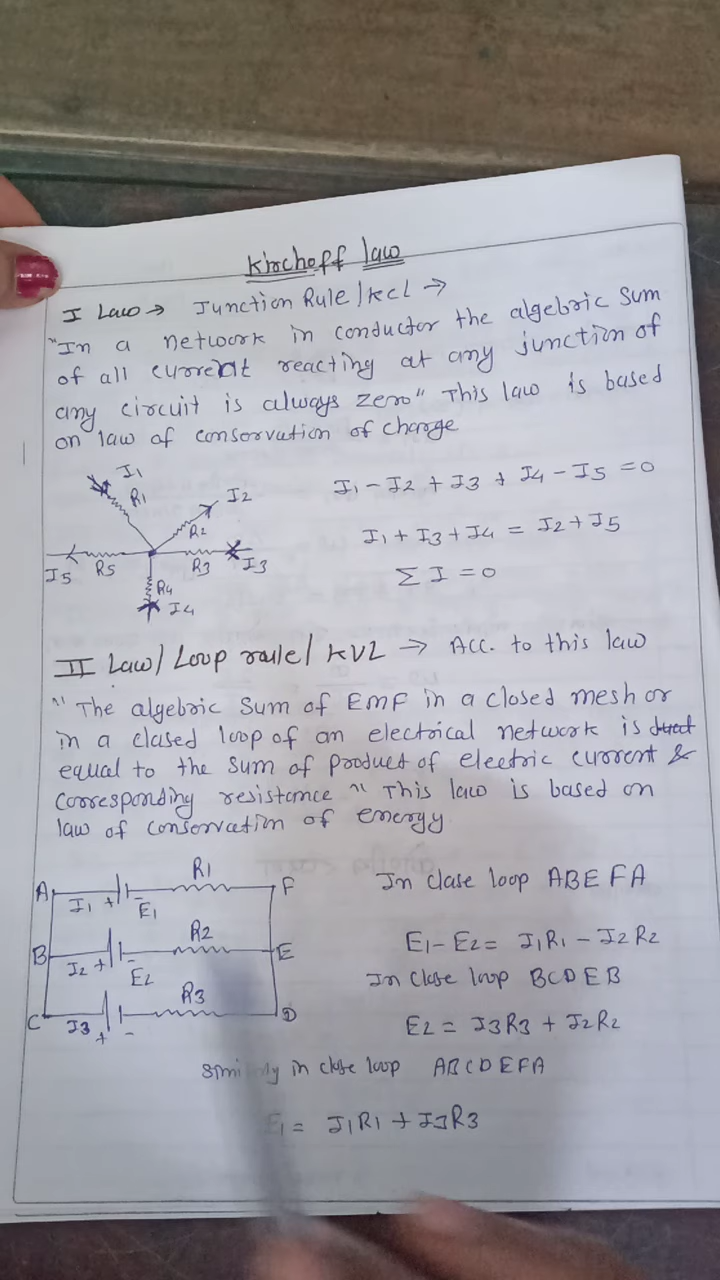 Kirchoff law
I Law → Junction Rule / KCL →
"In a network in conductor the algebric sum
of all current reacting at any junction of
any circuit is always zero" This law is based
on law of conservation of charge
I1
R1
I2
R2
I5
R5
R3
I3
R4
I4
I1 - I2 + I3 + I4 - I5 = 0
I1 + I3 + I4 = I2 + I5
Σ I = 0
II Law / Loop rule / KVL → Acc. to this law
"The algebric sum of EMF in a closed mesh or
in a closed loop of an electrical network is
equal to the sum of product of electric current &
corresponding resistance" This law is based on
law of conservation of energy
A
I1 +
-
E1
R1
F
B
I2 +
-
E2
R2
E
C
I3
+
-
R3
D
In close loop ABEFA
E1 - E2 = I1R1 - I2R2
In close loop BCDEB
E2 = I3R3 + I2R2
in close loop ABCDEFA
E1 = I1R1 + I3R3